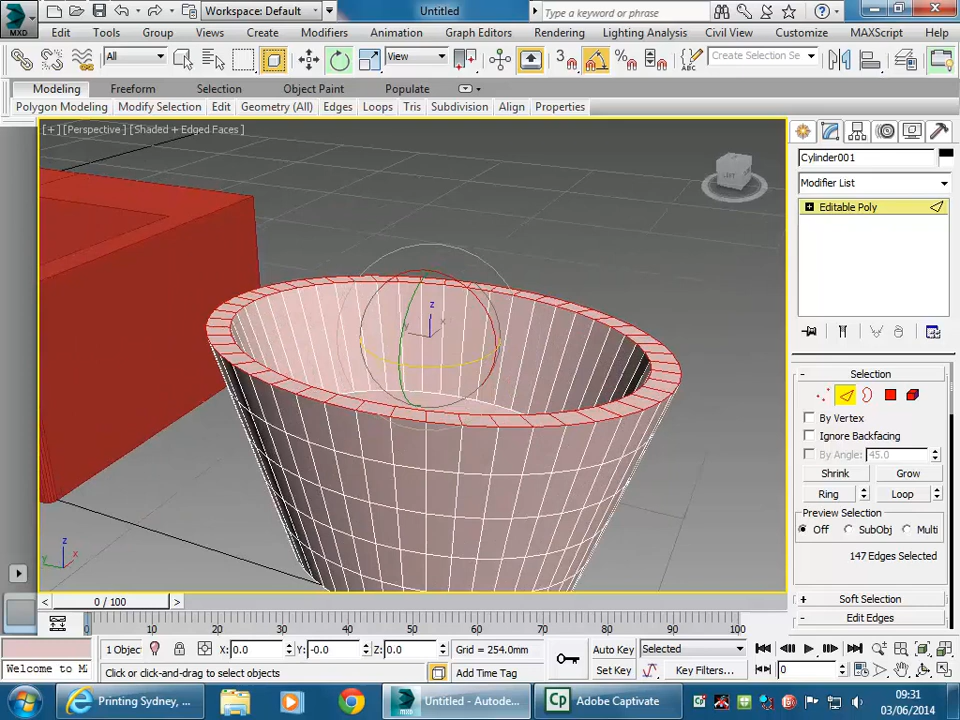 MXD
Workspace: Default
Untitled
Type a keyword or phrase
Edit Tools Group Views Create Modifiers Animation Graph Editors Rendering Lighting Analysis Civil View Customize MAXScript Help
All View 3 Create Selection Se
Modeling Freeform Selection Object Paint Populate
Polygon Modeling Modify Selection Edit Geometry (All) Edges Loops Tris Subdivision Align Properties
[+] [Perspective] [Shaded + Edged Faces]
Cylinder001
Modifier List
Editable Poly
Selection
By Vertex
Ignore Backfacing
By Angle: 45.0
Shrink Grow
Ring Loop
Preview Selection
Off SubObj Multi
147 Edges Selected
Soft Selection
Edit Edges
z
y x
z
x
y
0 / 100
0 10 20 30 40 50 60 70 80 90 100
1 Objec X: 0.0 Y: -0.0 Z: 0.0 Grid = 254.0mm Auto Key Selected
Welcome to M Click or click-and-drag to select objects Add Time Tag Set Key Key Filters... 0
Printing Sydney, ... Untitled - Autode... Adobe Captivate
09:31
03/06/2014